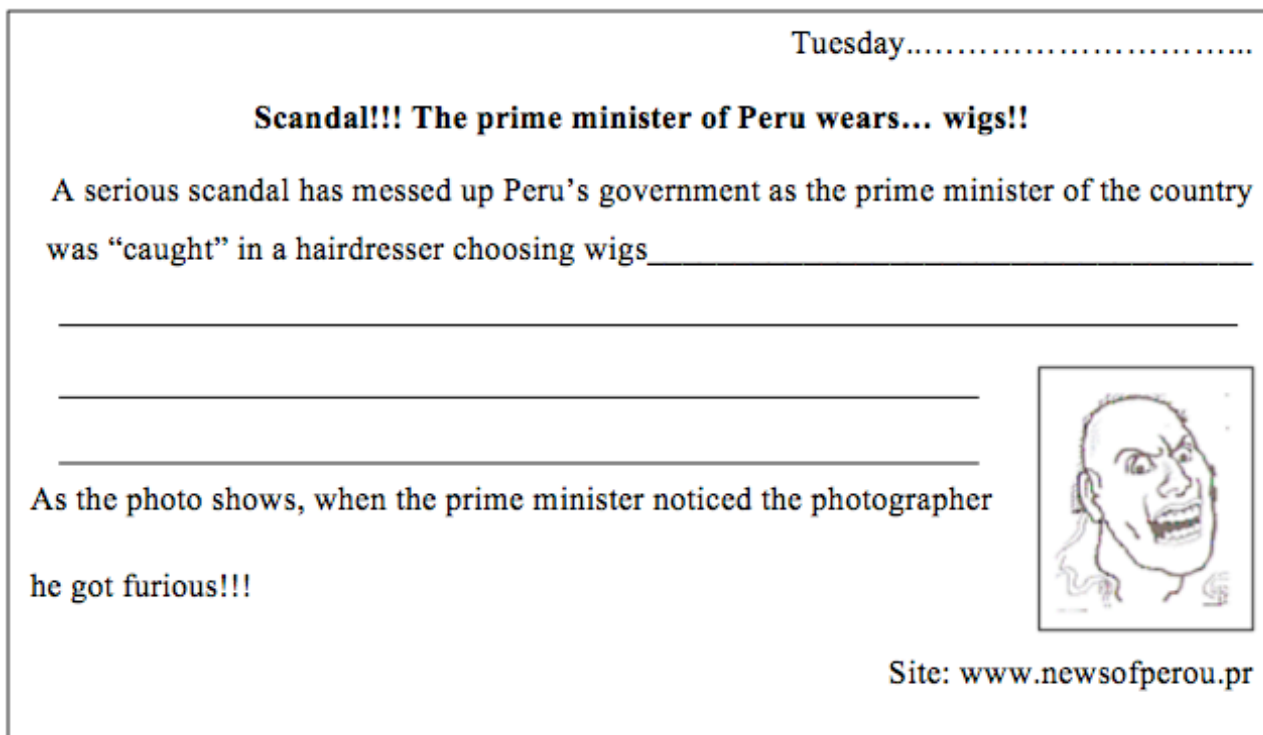 Tuesday..…………………………...
Scandal!!! The prime minister of Peru wears… wigs!!
A serious scandal has messed up Peru’s government as the prime minister of the country
was “caught” in a hairdresser choosing wigs_______________________________________
As the photo shows, when the prime minister noticed the photographer
he got furious!!!
Site: www.newsofperou.pr